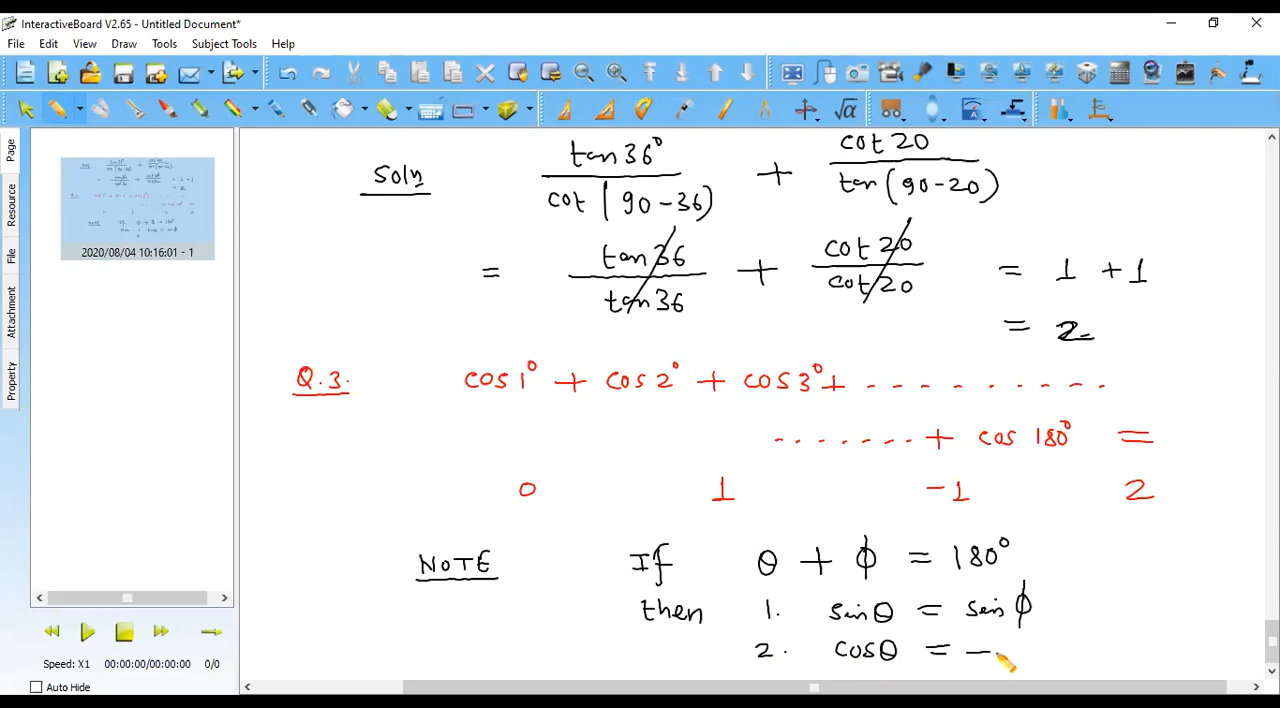 InteractiveBoard V2.65 - Untitled Document*
File Edit View Draw Tools Subject Tools Help
Page
Resource
File
Attachment
Property
2020/08/04 10:16:01 - 1
Speed: X1 00:00:00/00:00:00 0/0
Auto Hide
Soln tan 36° / cot (90-36) + cot 20 / tan (90-20)
= tan 36 / tan 36 + cot 20 / cot 20 = 1 + 1
= 2
Q.3. cos 1° + cos 2° + cos 3° + ..........
....... + cos 180° =
0 1 -1 2
NOTE If θ + ϕ = 180°
then 1. sinθ = sinϕ
2. cosθ = -